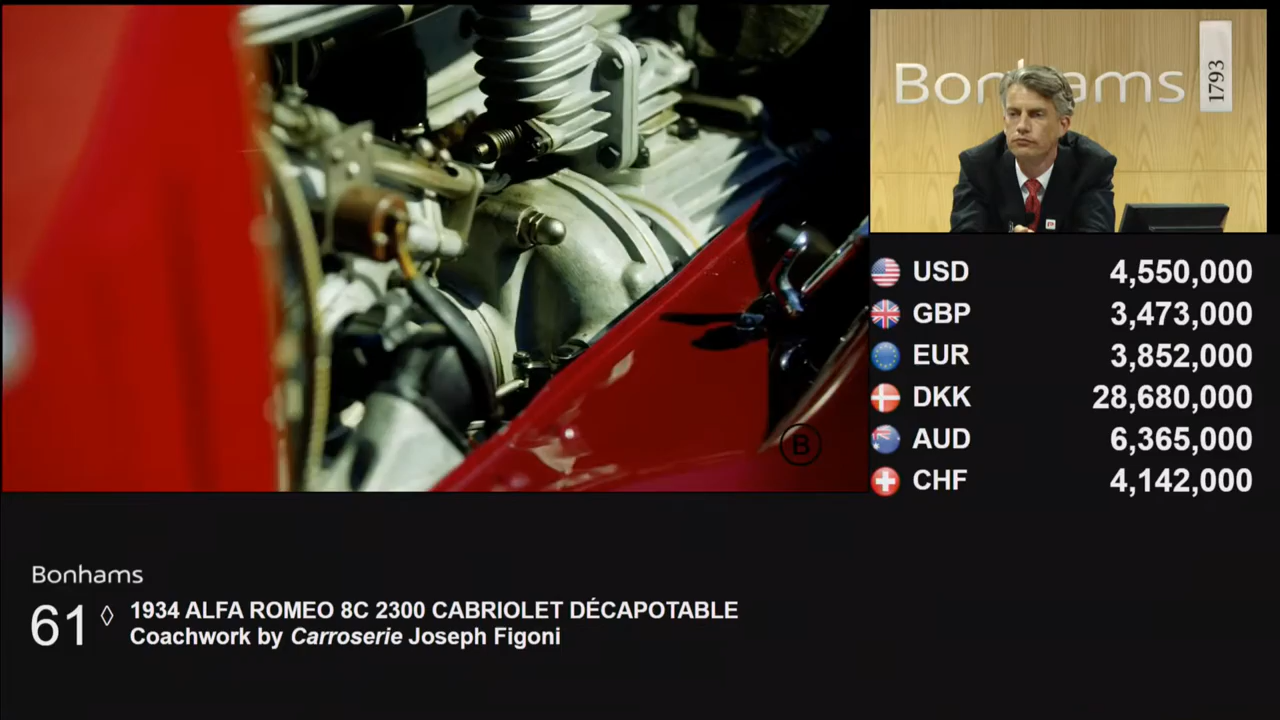 Bonhams
1793
USD 4,550,000
GBP 3,473,000
EUR 3,852,000
DKK 28,680,000
AUD 6,365,000
CHF 4,142,000
B
Bonhams
61 ◊ 1934 ALFA ROMEO 8C 2300 CABRIOLET DÉCAPOTABLE
Coachwork by Carroserie Joseph Figoni